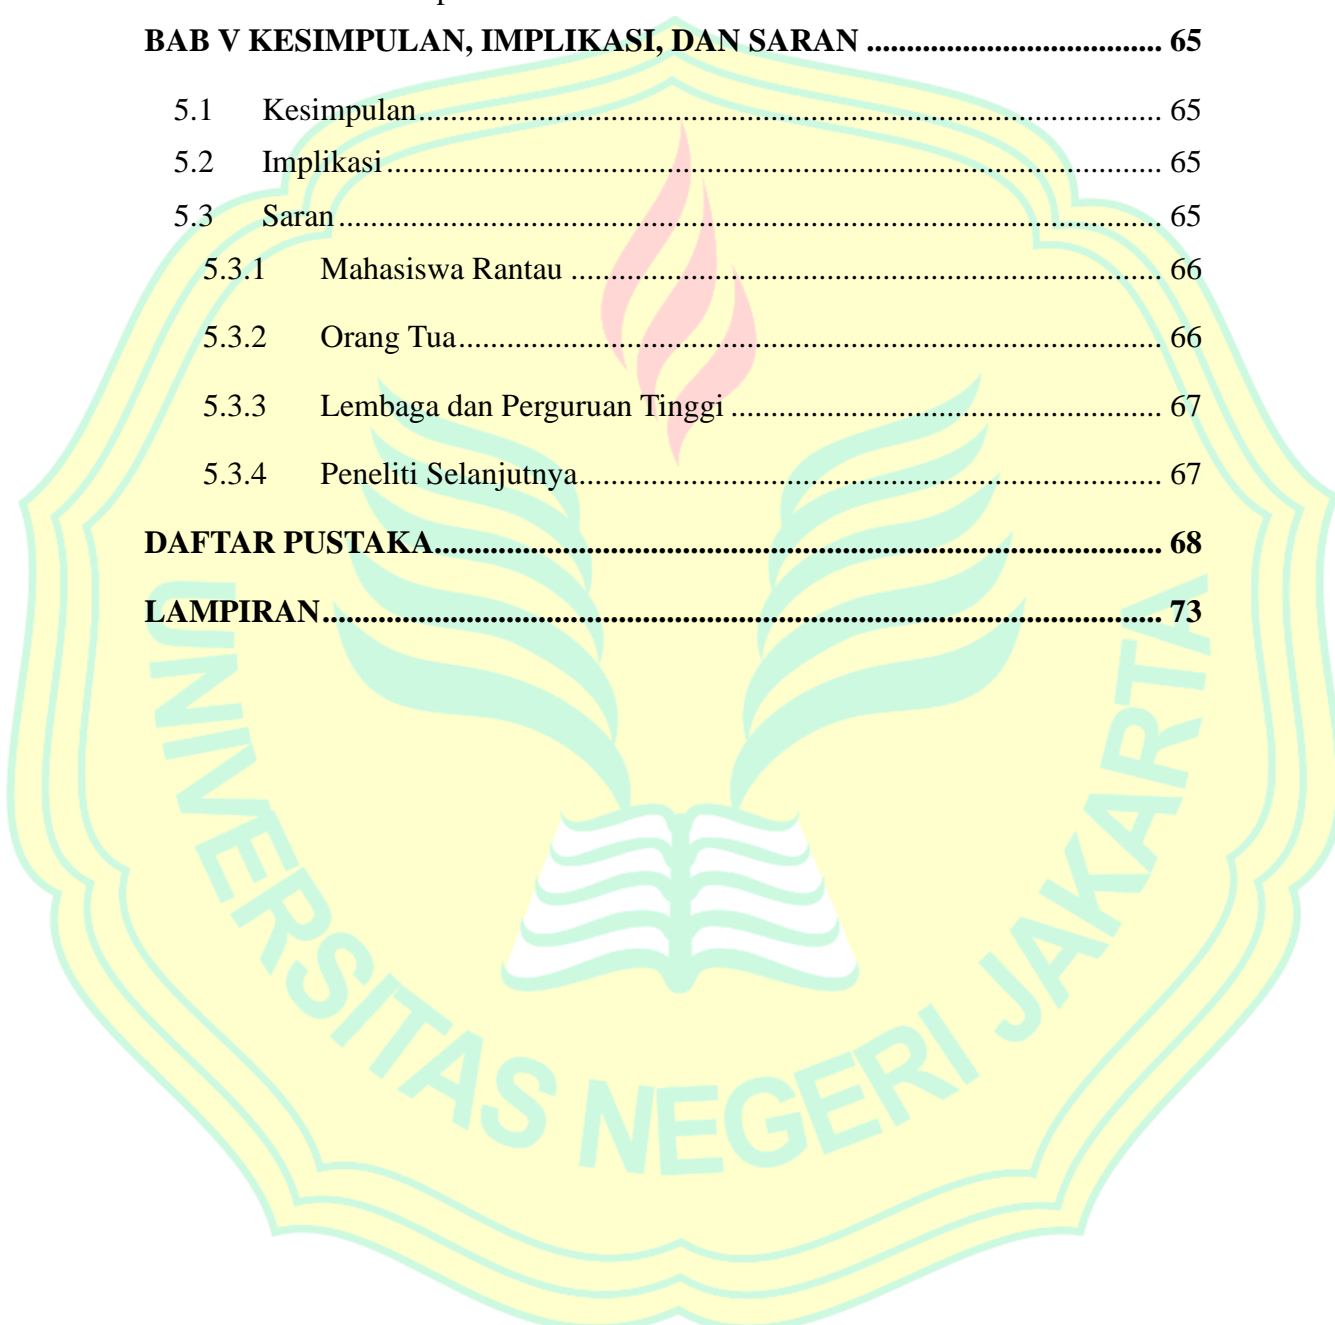 BAB V KESIMPULAN, IMPLIKASI, DAN SARAN ..................................... 65
5.1 Kesimpulan............................................................................................. 65
5.2 Implikasi ................................................................................................. 65
5.3 Saran ....................................................................................................... 65
5.3.1 Mahasiswa Rantau .......................................................................... 66
5.3.2 Orang Tua........................................................................................ 66
5.3.3 Lembaga dan Perguruan Tinggi ...................................................... 67
5.3.4 Peneliti Selanjutnya......................................................................... 67
DAFTAR PUSTAKA............................................................................................ 68
LAMPIRAN.......................................................................................................... 73
UNIVERSITAS NEGERI JAKARTA